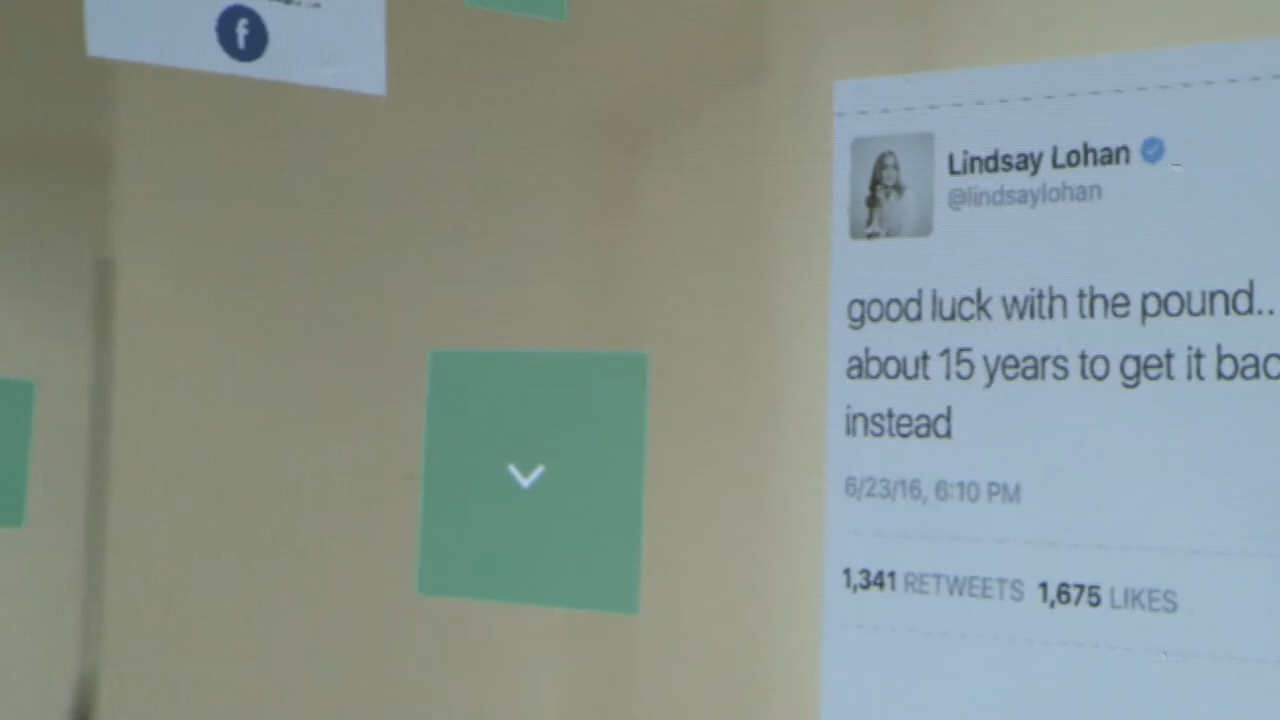 f
Lindsay Lohan
@lindsaylohan
good luck with the pound..
about 15 years to get it bac
instead
6/23/16, 6:10 PM
1,341 RETWEETS 1,675 LIKES